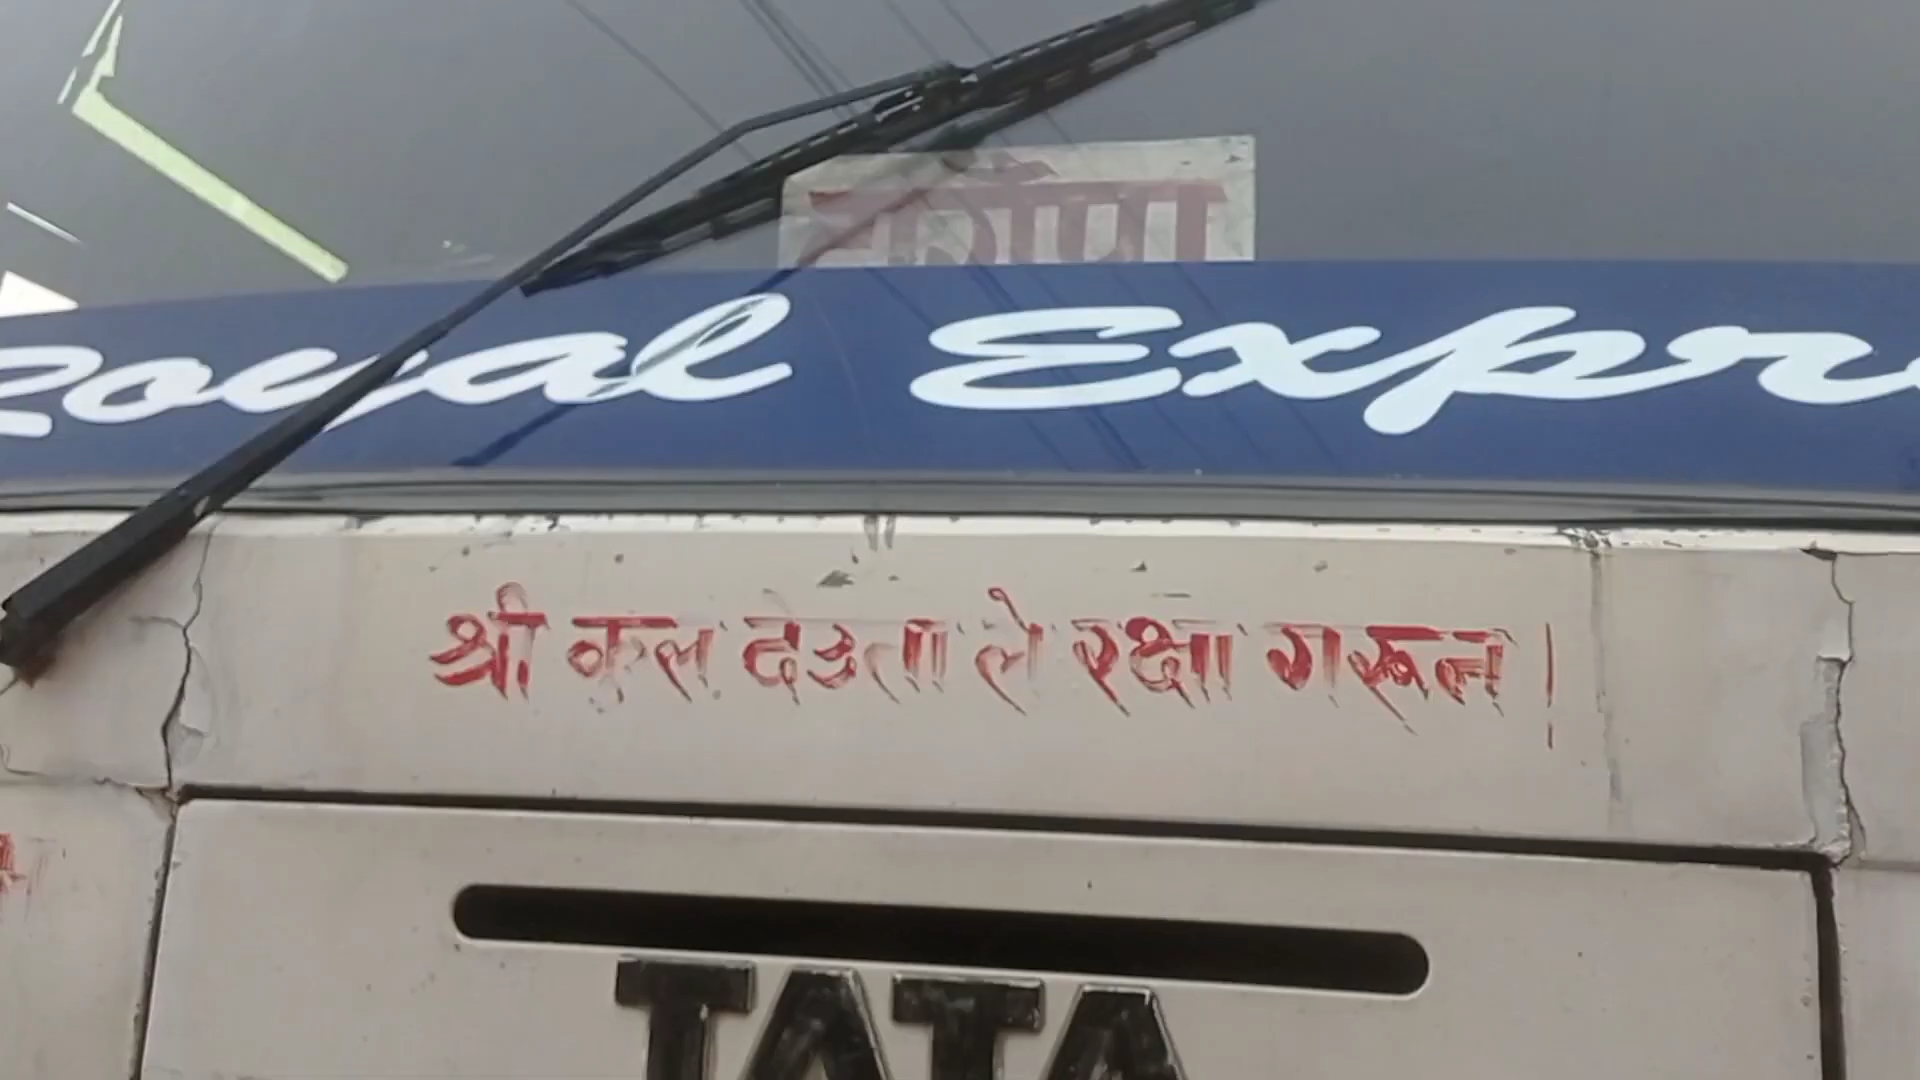 Royal Expr
श्री कुल देउता ले रक्षा गरून।
TATA